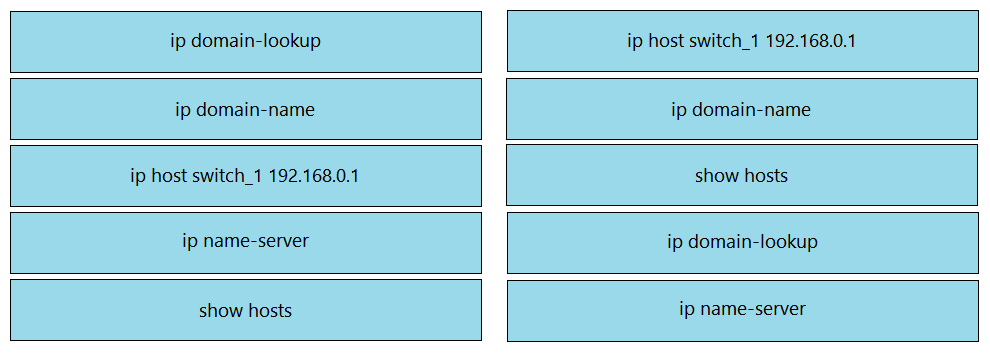 ip domain-lookup
ip domain-name
ip host switch_1 192.168.0.1
ip name-server
show hosts
ip host switch_1 192.168.0.1
ip domain-name
show hosts
ip domain-lookup
ip name-server